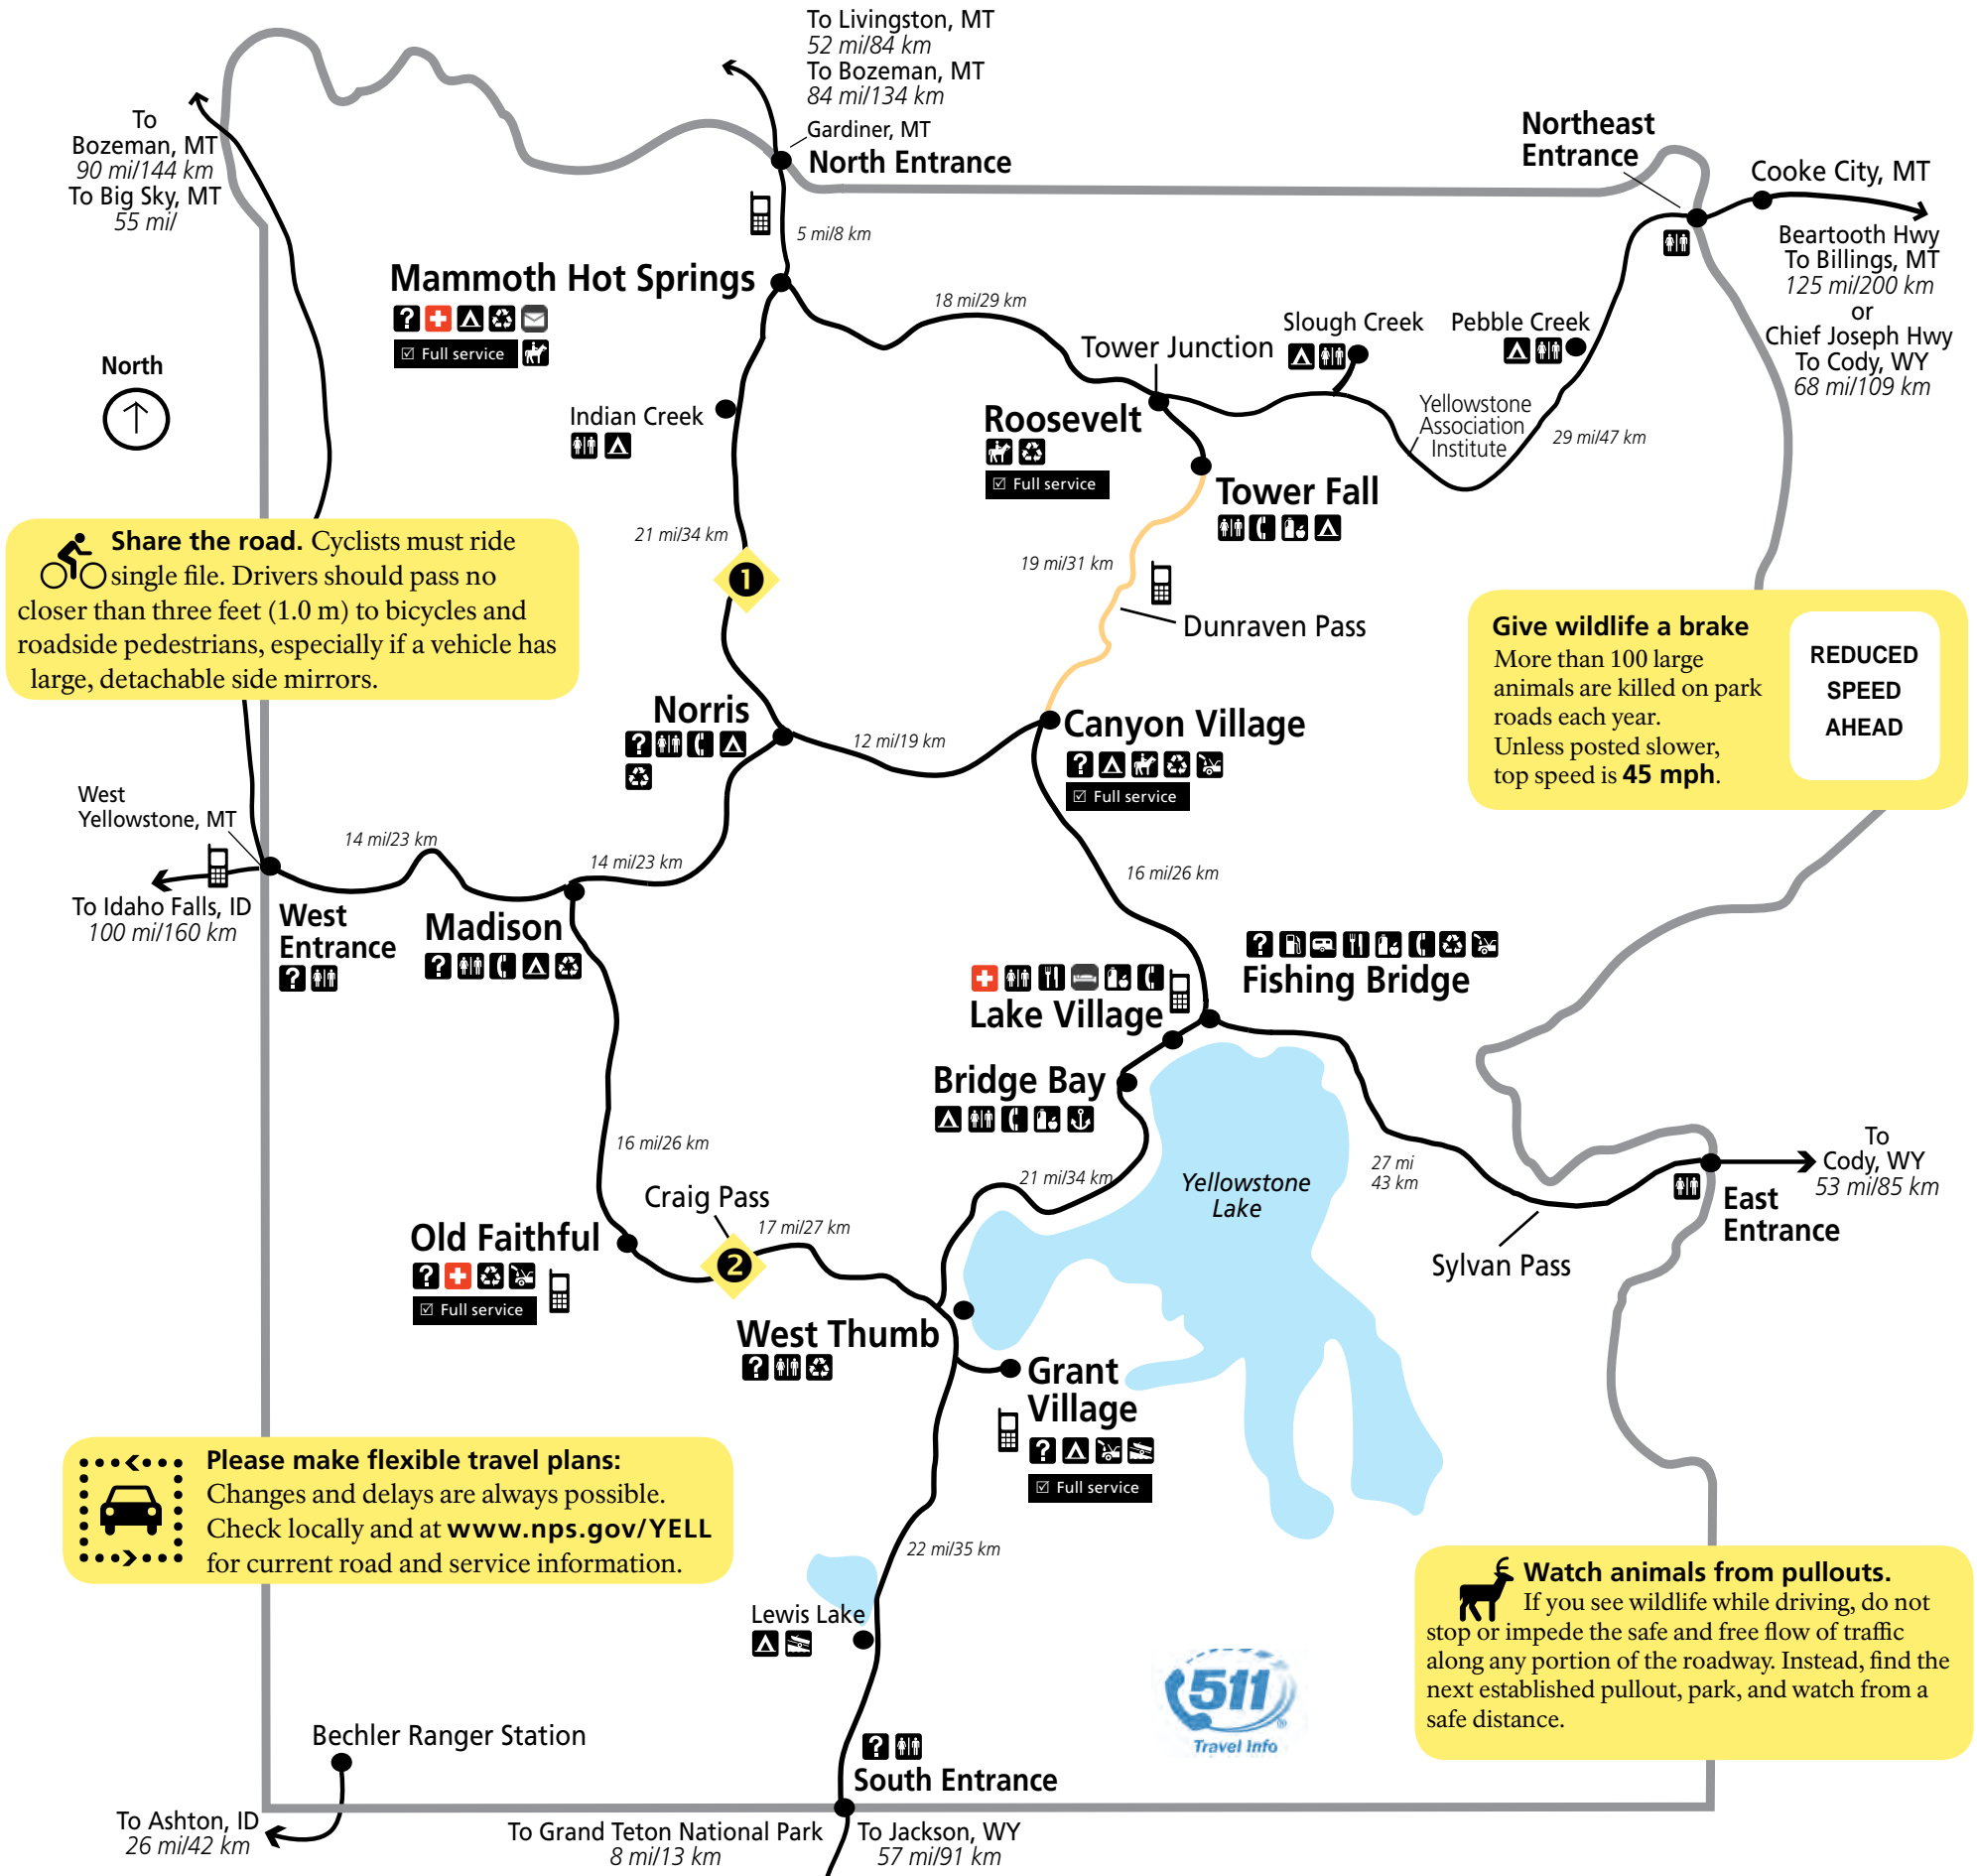 To Livingston, MT
52 mi/84 km
To Bozeman, MT
84 mi/134 km
Gardiner, MT
North Entrance
To
Bozeman, MT
90 mi/144 km
To Big Sky, MT
55 mi/
Northeast
Entrance
Cooke City, MT
Beartooth Hwy
To Billings, MT
125 mi/200 km
or
Chief Joseph Hwy
To Cody, WY
68 mi/109 km
5 mi/8 km
Mammoth Hot Springs
?
☑ Full service
18 mi/29 km
Slough Creek
Pebble Creek
Tower Junction
North
Indian Creek
Roosevelt
☑ Full service
Yellowstone
Association
Institute
29 mi/47 km
Tower Fall
21 mi/34 km
1
19 mi/31 km
Dunraven Pass
Share the road. Cyclists must ride
single file. Drivers should pass no
closer than three feet (1.0 m) to bicycles and
roadside pedestrians, especially if a vehicle has
large, detachable side mirrors.
Give wildlife a brake
More than 100 large
animals are killed on park
roads each year.
Unless posted slower,
top speed is 45 mph.
REDUCED
SPEED
AHEAD
Norris
?
12 mi/19 km
Canyon Village
?
☑ Full service
West
Yellowstone, MT
14 mi/23 km
14 mi/23 km
16 mi/26 km
To Idaho Falls, ID
100 mi/160 km
West
Entrance
?
Madison
?
?
Fishing Bridge
Lake Village
Bridge Bay
16 mi/26 km
21 mi/34 km
Yellowstone
Lake
27 mi
43 km
To
Cody, WY
53 mi/85 km
East
Entrance
Sylvan Pass
Craig Pass
17 mi/27 km
Old Faithful
?
☑ Full service
2
West Thumb
?
Grant
Village
?
☑ Full service
Please make flexible travel plans:
Changes and delays are always possible.
Check locally and at www.nps.gov/YELL
for current road and service information.
22 mi/35 km
Lewis Lake
Watch animals from pullouts.
If you see wildlife while driving, do not
stop or impede the safe and free flow of traffic
along any portion of the roadway. Instead, find the
next established pullout, park, and watch from a
safe distance.
511
®
Travel Info
Bechler Ranger Station
?
South Entrance
To Ashton, ID
26 mi/42 km
To Grand Teton National Park
8 mi/13 km
To Jackson, WY
57 mi/91 km